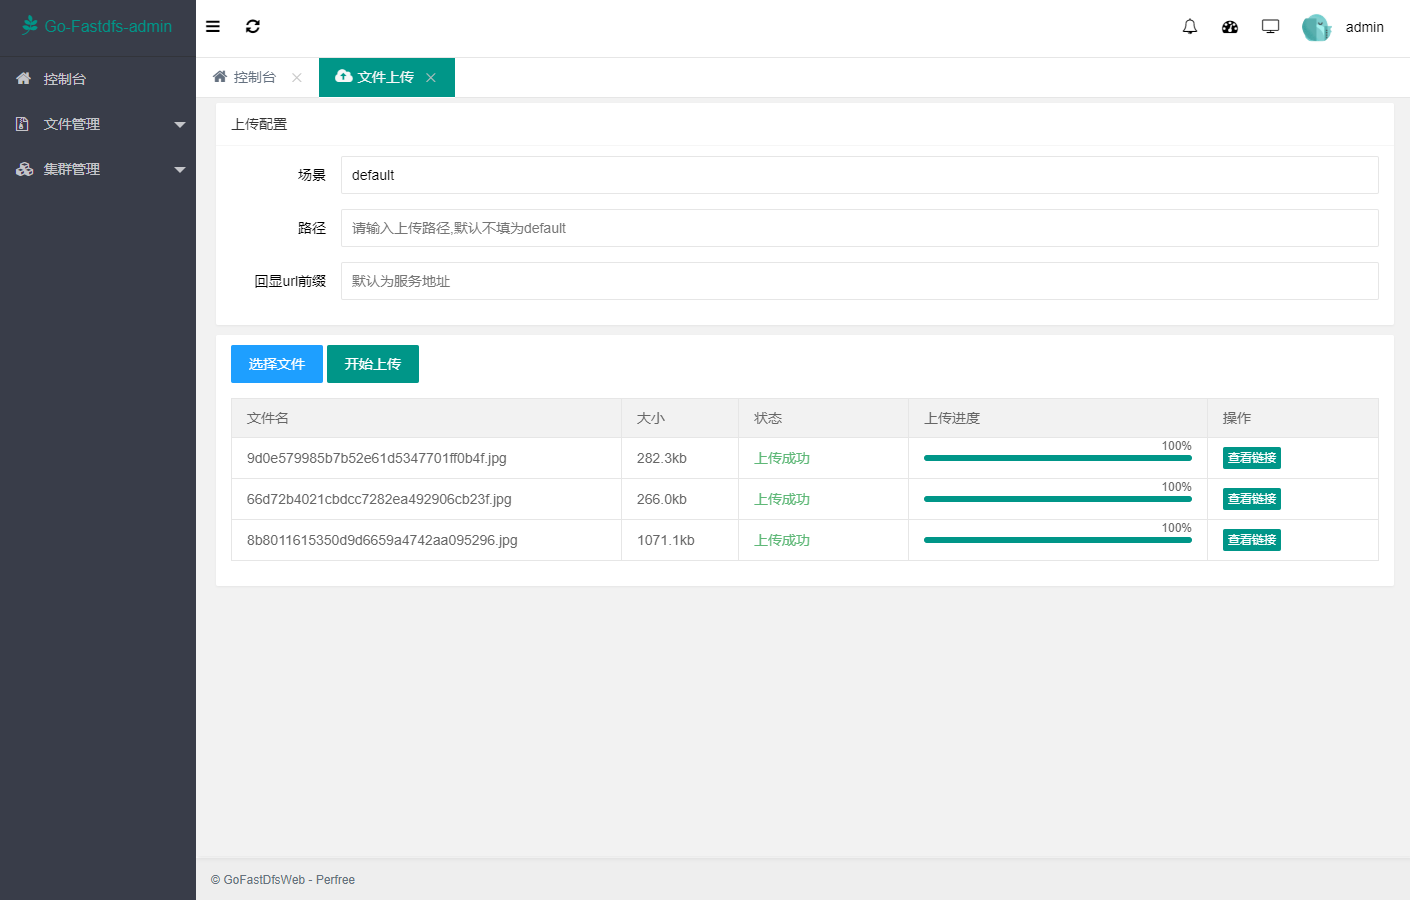 Go-Fastdfs-admin
admin
控制台
文件管理
集群管理
控制台
文件上传
上传配置
场景
default
路径
请输入上传路径,默认不填为default
回显url前缀
默认为服务地址
选择文件
开始上传
文件名 大小 状态 上传进度 操作
9d0e579985b7b52e61d5347701ff0b4f.jpg 282.3kb 上传成功 100% 查看链接
66d72b4021cbdcc7282ea492906cb23f.jpg 266.0kb 上传成功 100% 查看链接
8b8011615350d9d6659a4742aa095296.jpg 1071.1kb 上传成功 100% 查看链接
© GoFastDfsWeb - Perfree